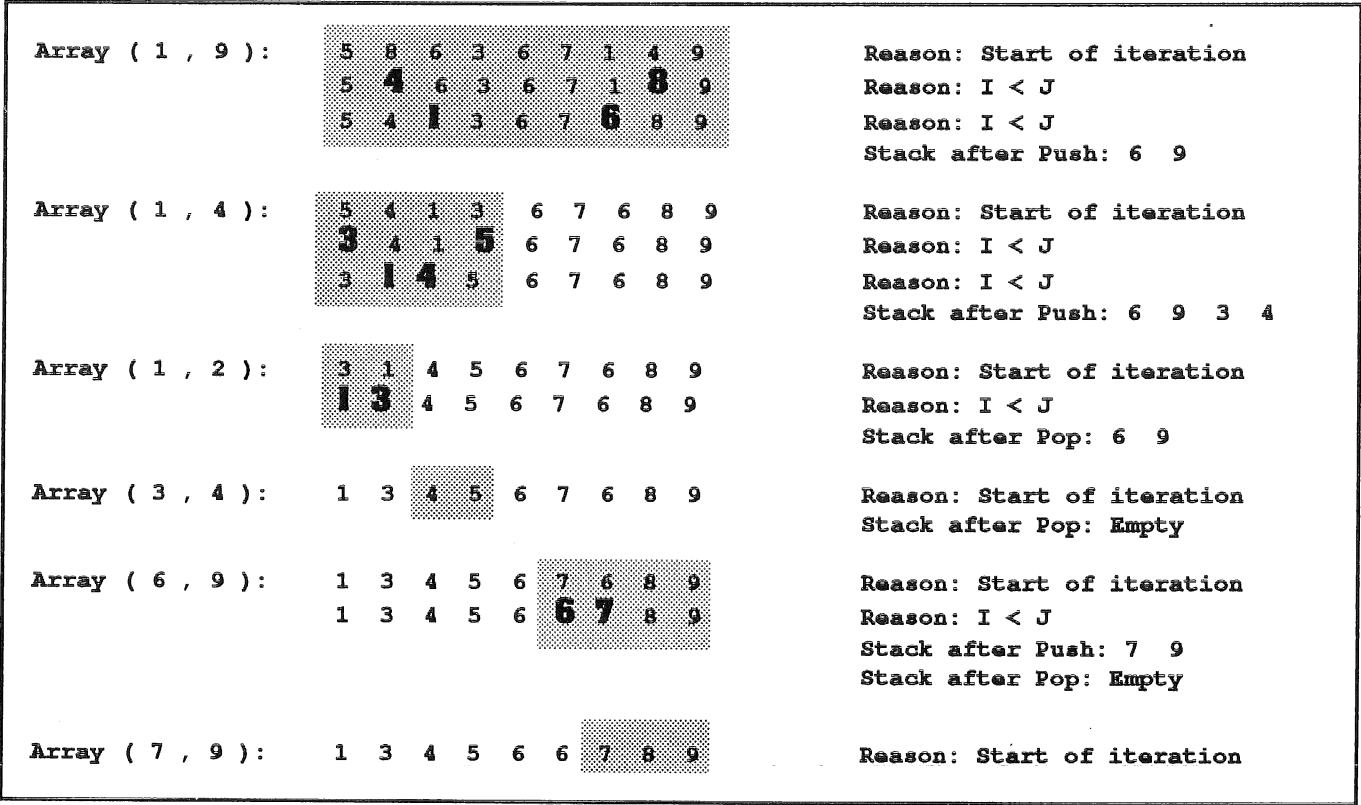 Array ( 1 , 9 ): 5 8 6 3 6 7 1 4 9 Reason: Start of iteration
5 4 6 3 6 7 1 8 9 Reason: I < J
5 4 1 3 6 7 6 8 9 Reason: I < J
Stack after Push: 6 9
Array ( 1 , 4 ): 5 4 1 3 6 7 6 8 9 Reason: Start of iteration
3 4 1 5 6 7 6 8 9 Reason: I < J
3 1 4 5 6 7 6 8 9 Reason: I < J
Stack after Push: 6 9 3 4
Array ( 1 , 2 ): 3 1 4 5 6 7 6 8 9 Reason: Start of iteration
1 3 4 5 6 7 6 8 9 Reason: I < J
Stack after Pop: 6 9
Array ( 3 , 4 ): 1 3 4 5 6 7 6 8 9 Reason: Start of iteration
Stack after Pop: Empty
Array ( 6 , 9 ): 1 3 4 5 6 7 6 8 9 Reason: Start of iteration
1 3 4 5 6 6 7 8 9 Reason: I < J
Stack after Push: 7 9
Stack after Pop: Empty
Array ( 7 , 9 ): 1 3 4 5 6 6 7 8 9 Reason: Start of iteration